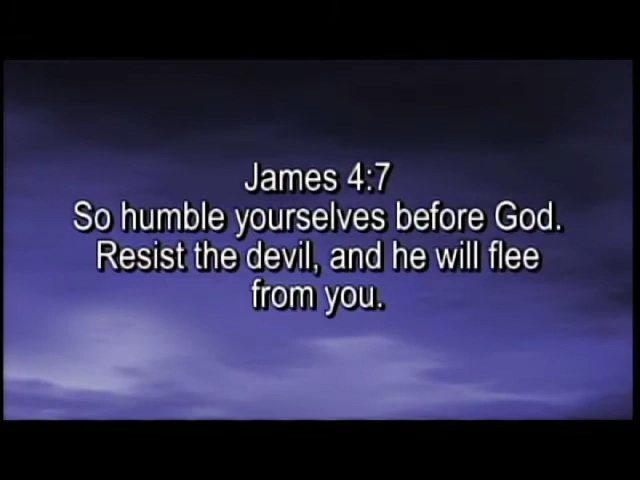 James 4:7
So humble yourselves before God.
Resist the devil, and he will flee
from you.